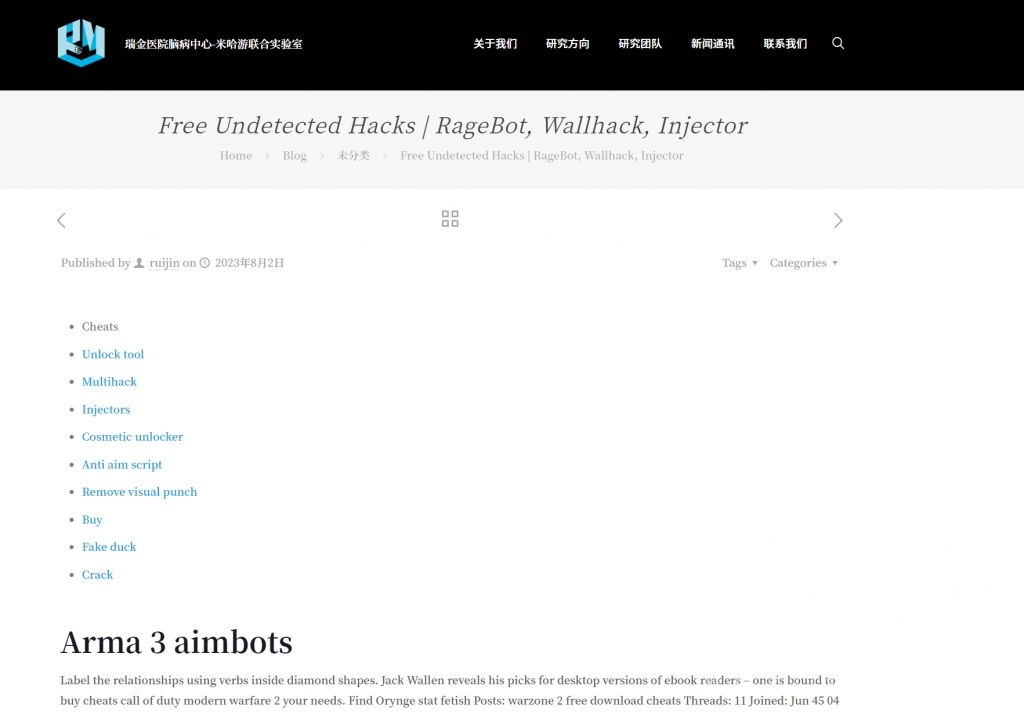 瑞金医院脑病中心-米哈游联合实验室
关于我们 研究方向 研究团队 新闻通讯 联系我们
Free Undetected Hacks | RageBot, Wallhack, Injector
Home > Blog > 未分类 > Free Undetected Hacks | RageBot, Wallhack, Injector
Published by ruijin on 2023年8月2日
Tags ▼ Categories ▼
Cheats
Unlock tool
Multihack
Injectors
Cosmetic unlocker
Anti aim script
Remove visual punch
Buy
Fake duck
Crack
Arma 3 aimbots
Label the relationships using verbs inside diamond shapes. Jack Wallen reveals his picks for desktop versions of ebook readers – one is bound to
buy cheats call of duty modern warfare 2 your needs. Find Orynge stat fetish Posts: warzone 2 free download cheats Threads: 11 Joined: Jun 45 04